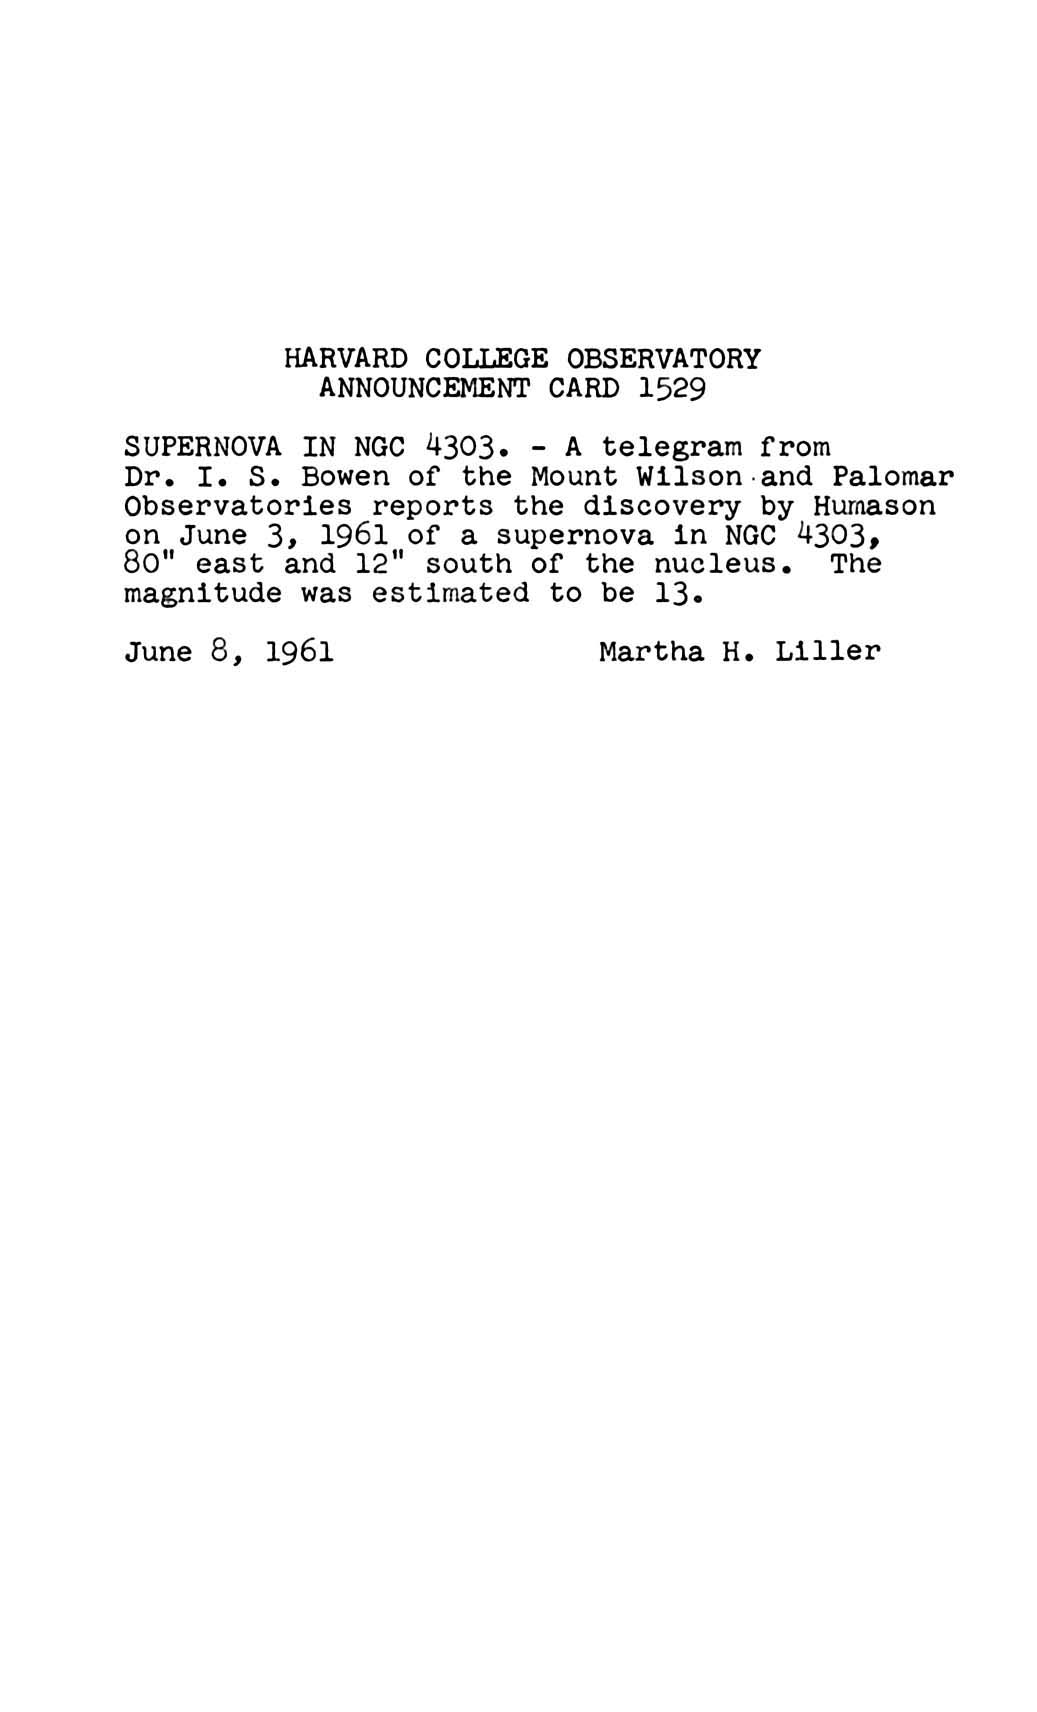 HARVARD COLLEGE OBSERVATORY
ANNOUNCEMENT CARD 1529
SUPERNOVA IN NGC 4303. - A telegram from
Dr. I. S. Bowen of the Mount Wilson and Palomar
Observatories reports the discovery by Humason
on June 3, 1961 of a supernova in NGC 4303,
80" east and 12" south of the nucleus.  The
magnitude was estimated to be 13.
June 8, 1961 Martha H. Liller